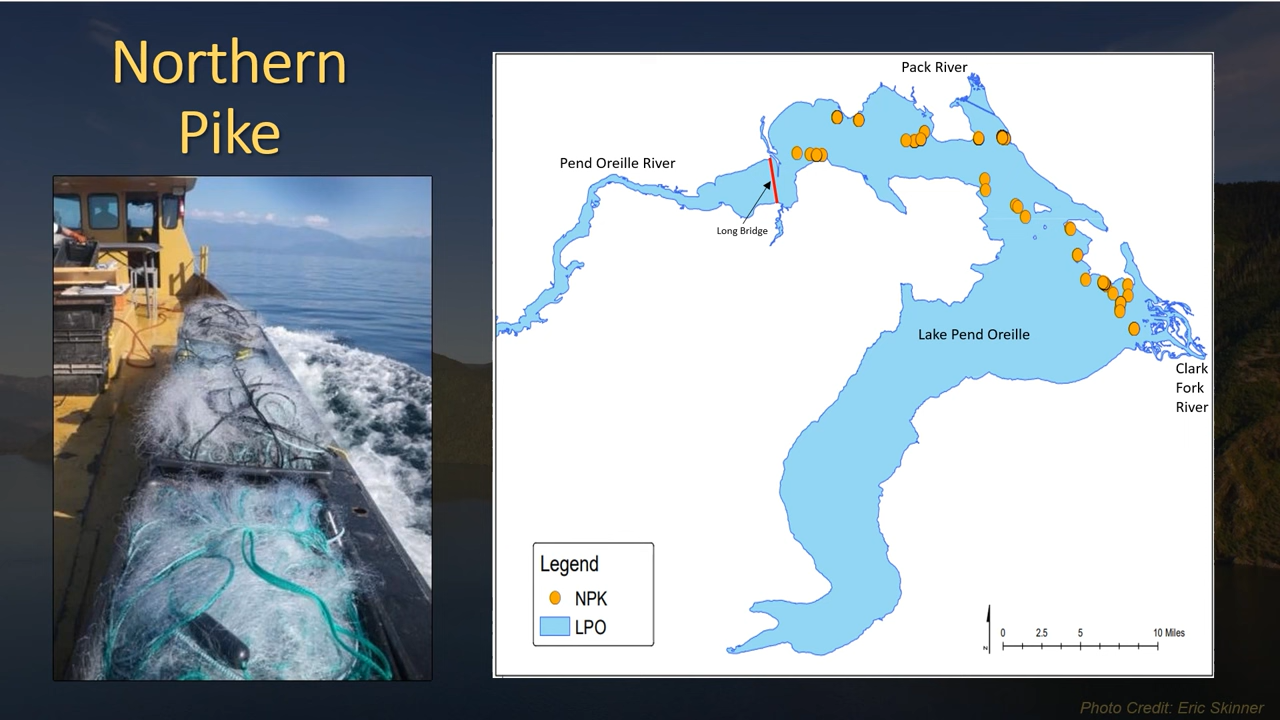 Northern
Pike
Pack River
Pend Oreille River
Long Bridge
Lake Pend Oreille
Clark
Fork
River
Legend
NPK
LPO
N
0 2.5 5 10 Miles
Photo Credit: Eric Skinner